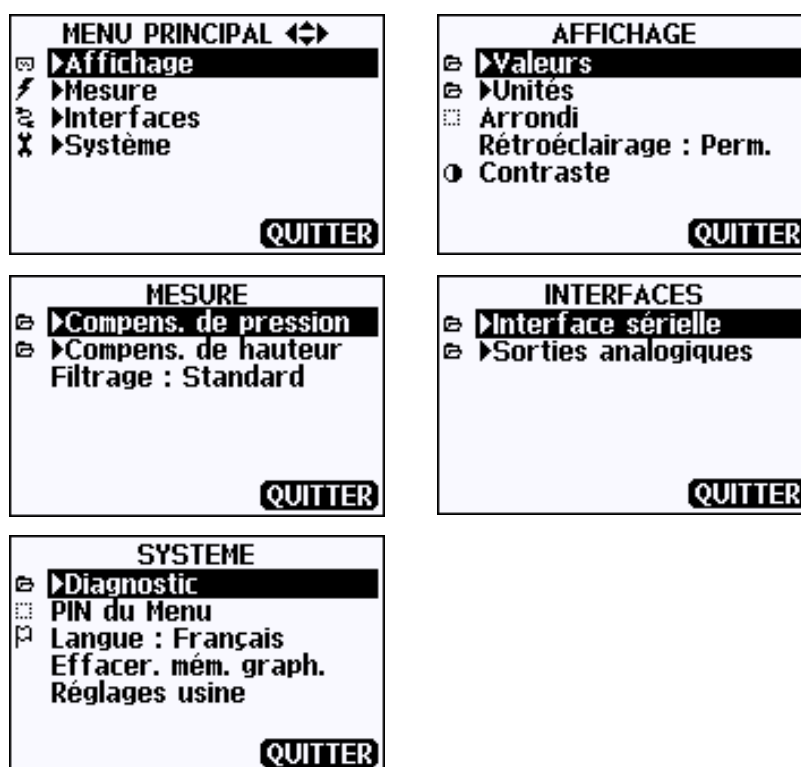 MENU PRINCIPAL
Affichage
Mesure
Interfaces
Système
QUITTER
AFFICHAGE
Valeurs
Unités
Arrondi
Rétroéclairage : Perm.
Contraste
QUITTER
MESURE
Compens. de pression
Compens. de hauteur
Filtrage : Standard
QUITTER
INTERFACES
Interface sérielle
Sorties analogiques
QUITTER
SYSTEME
Diagnostic
PIN du Menu
Langue : Français
Effacer. mém. graph.
Réglages usine
QUITTER